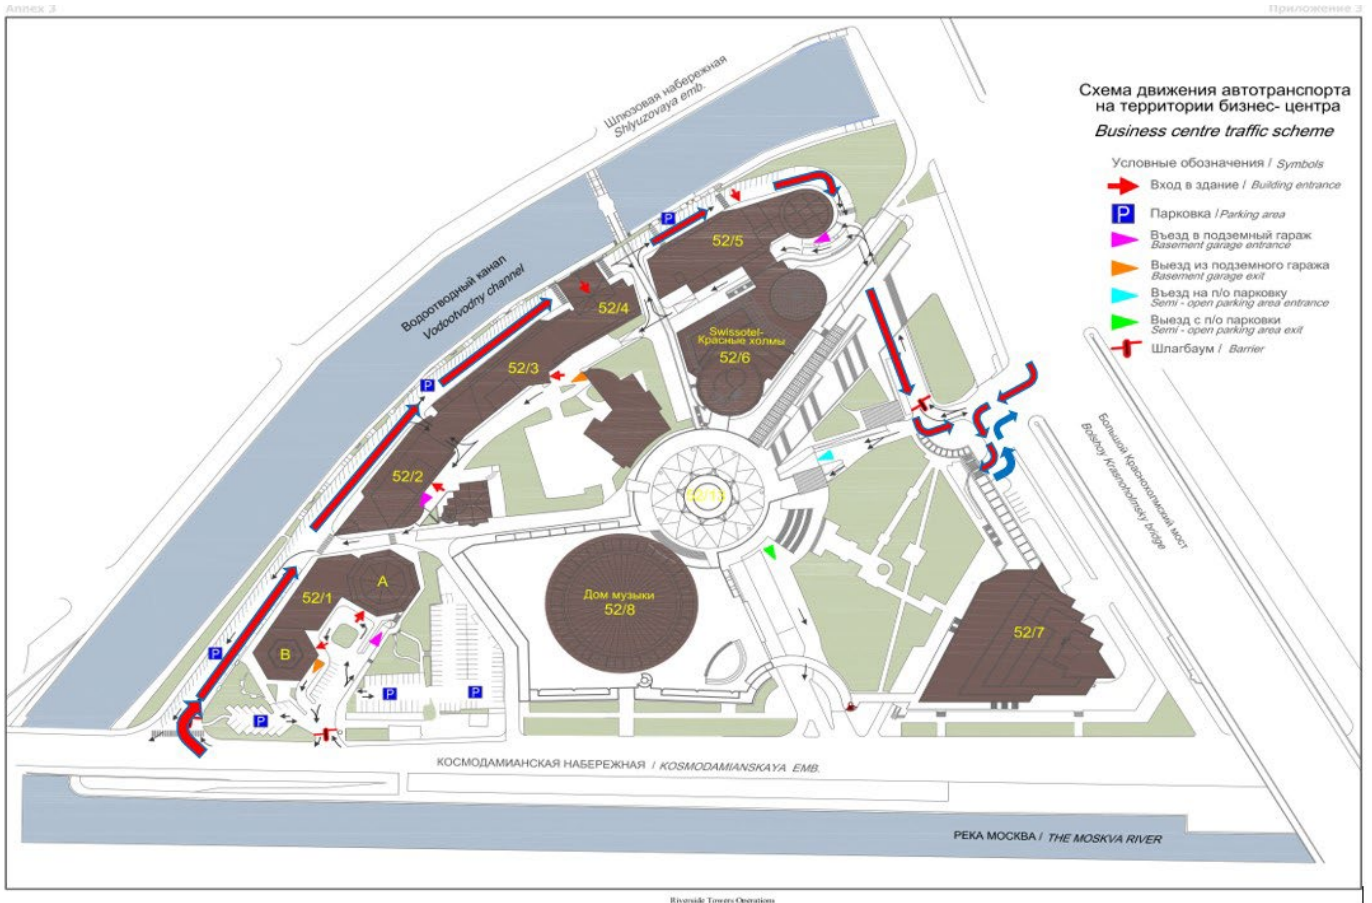 Annex 3
Приложение 3
Схема движения автотранспорта
на территории бизнес- центра
Business centre traffic scheme
Условные обозначения / Symbols
Вход в здание / Building entrance
P Парковка / Parking area
Въезд в подземный гараж
Basement garage entrance
Выезд из подземного гаража
Basement garage exit
Въезд на п/о парковку
Semi - open parking area entrance
Выезд с п/о парковки
Semi - open parking area exit
Шлагбаум / Barrier
Шлюзовая набережная
Shlyuzovaya emb.
Водоотводный канал
Vodootvodny channel
P
52/5
52/4
Swissotel-
Красные холмы
52/6
52/3
P
52/2
52/11
Большой Краснохолмский мост
Bolshoy Krasnoholmsky bridge
A
52/1
Дом музыки
52/8
52/7
P
B
P
P
P
КОСМОДАМИАНСКАЯ НАБЕРЕЖНАЯ / KOSMODAMIANSKAYA EMB.
РЕКА МОСКВА / THE MOSKVA RIVER
Riverside Towers Operations